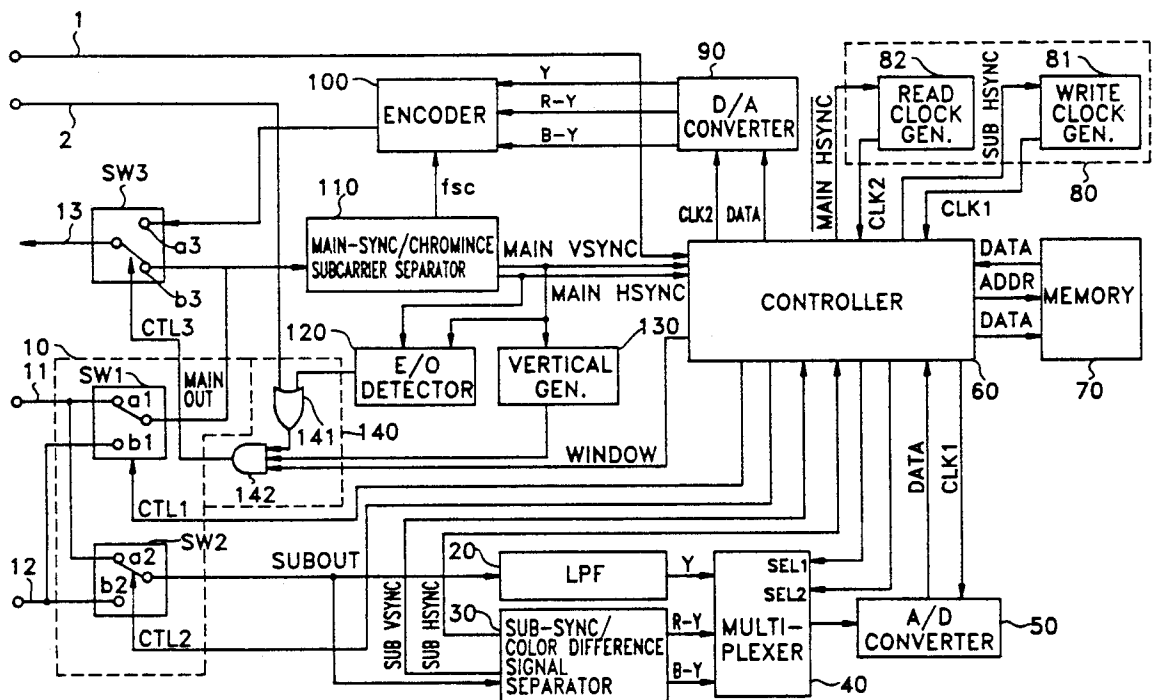 1
2
100
ENCODER
Y
R-Y
B-Y
90
D/A
CONVERTER
82
READ
CLOCK
GEN.
81
WRITE
CLOCK
GEN.
80
MAIN HSYNC
SUB HSYNC
CLK2
CLK1
SW3
13
a3
b3
fsc
110
MAIN-SYNC/CHROMINCE
SUBCARRIER SEPARATOR
CLK2
DATA
MAIN VSYNC
MAIN HSYNC
CONTROLLER
60
DATA
ADDR
DATA
MEMORY
70
CTL3
10
11
SW1
a1
b1
MAIN
OUT
120
E/O
DETECTOR
130
VERTICAL
GEN.
141
140
142
WINDOW
CTL1
DATA
CLK1
12
SW2
a2
b2
CTL2
SUBOUT
SUB VSYNC
SUB HSYNC
20
LPF
Y
30
SUB-SYNC/
COLOR DIFFERENCE
SIGNAL
SEPARATOR
R-Y
B-Y
SEL1
SEL2
MULTI-
PLEXER
40
A/D
CONVERTER
50